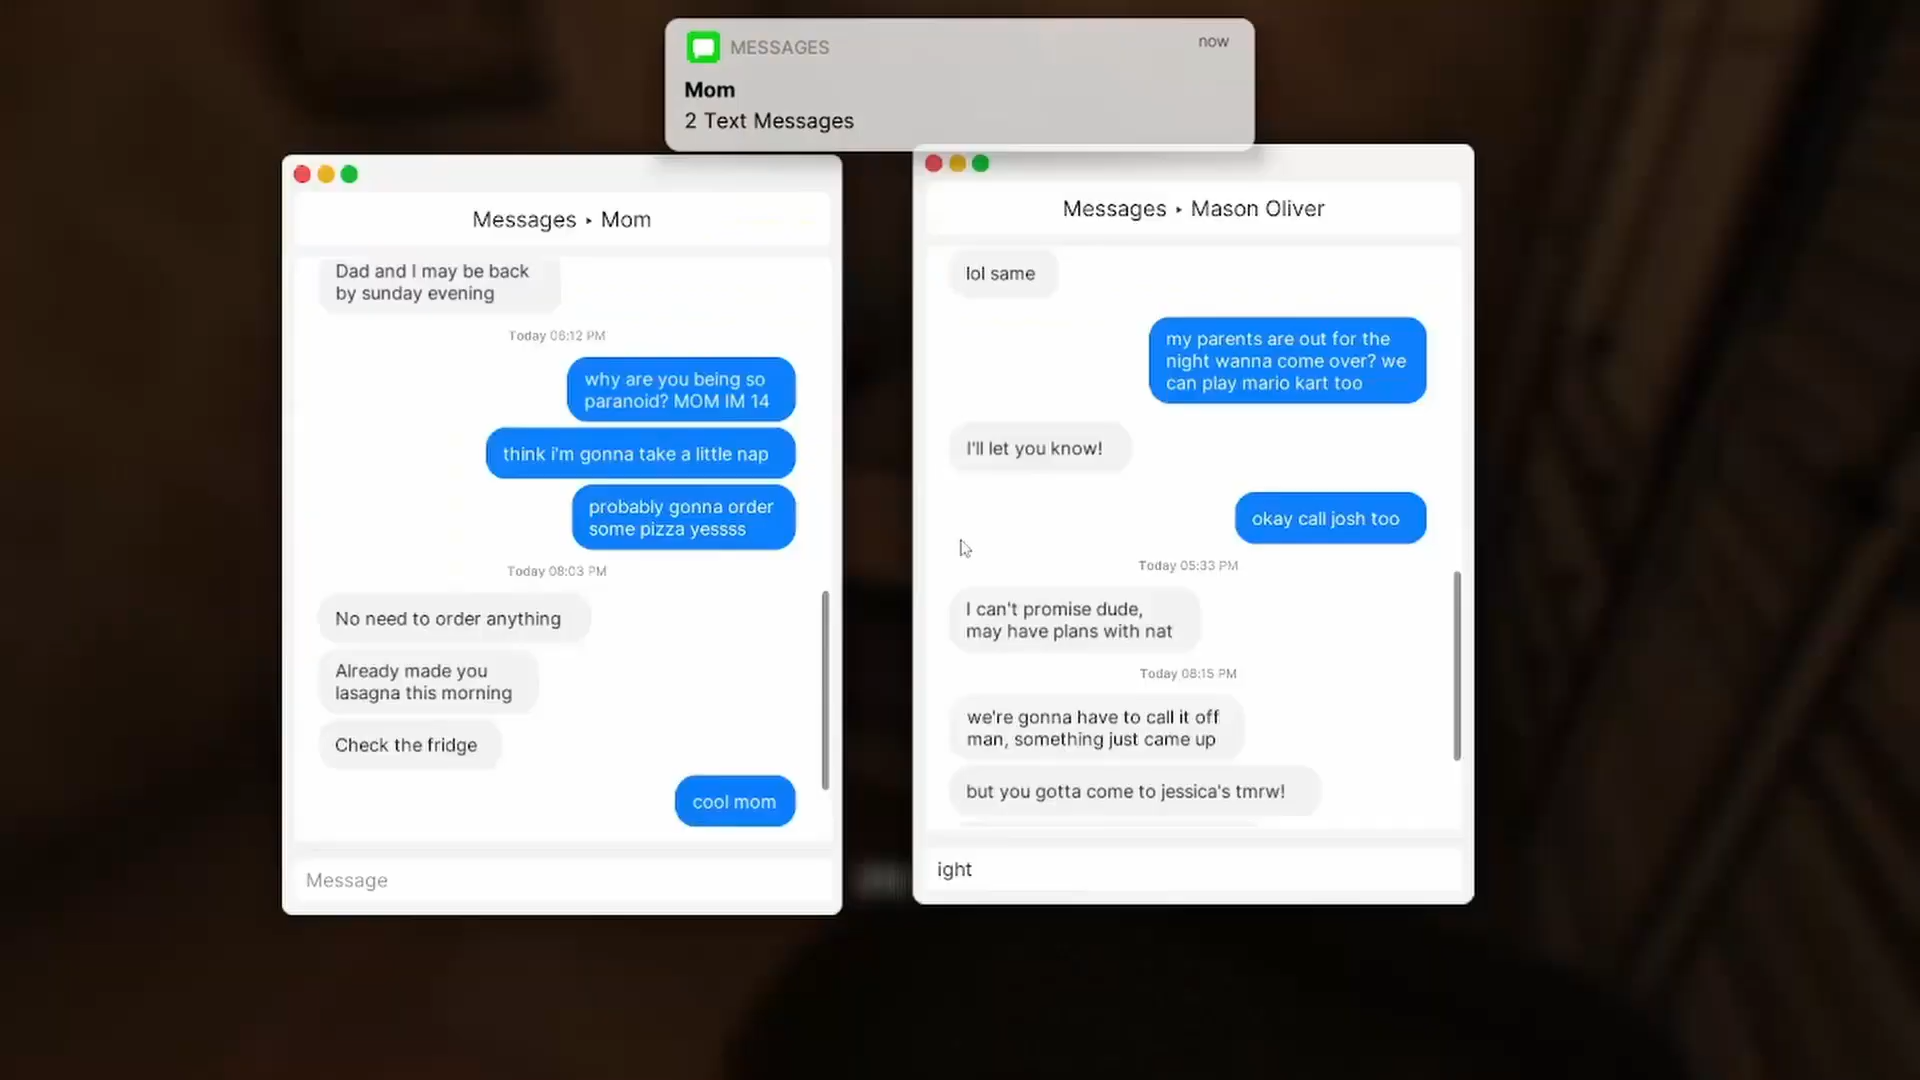 MESSAGES
now
Mom
2 Text Messages
Messages ‣ Mom
Dad and I may be back
by sunday evening
Today 06:12 PM
why are you being so
paranoid? MOM IM 14
think i'm gonna take a little nap
probably gonna order
some pizza yessss
Today 08:03 PM
No need to order anything
Already made you
lasagna this morning
Check the fridge
cool mom
Message
Messages ‣ Mason Oliver
lol same
my parents are out for the
night wanna come over? we
can play mario kart too
I'll let you know!
okay call josh too
Today 05:33 PM
I can't promise dude,
may have plans with nat
Today 08:15 PM
we're gonna have to call it off
man, something just came up
but you gotta come to jessica's tmrw!
ight